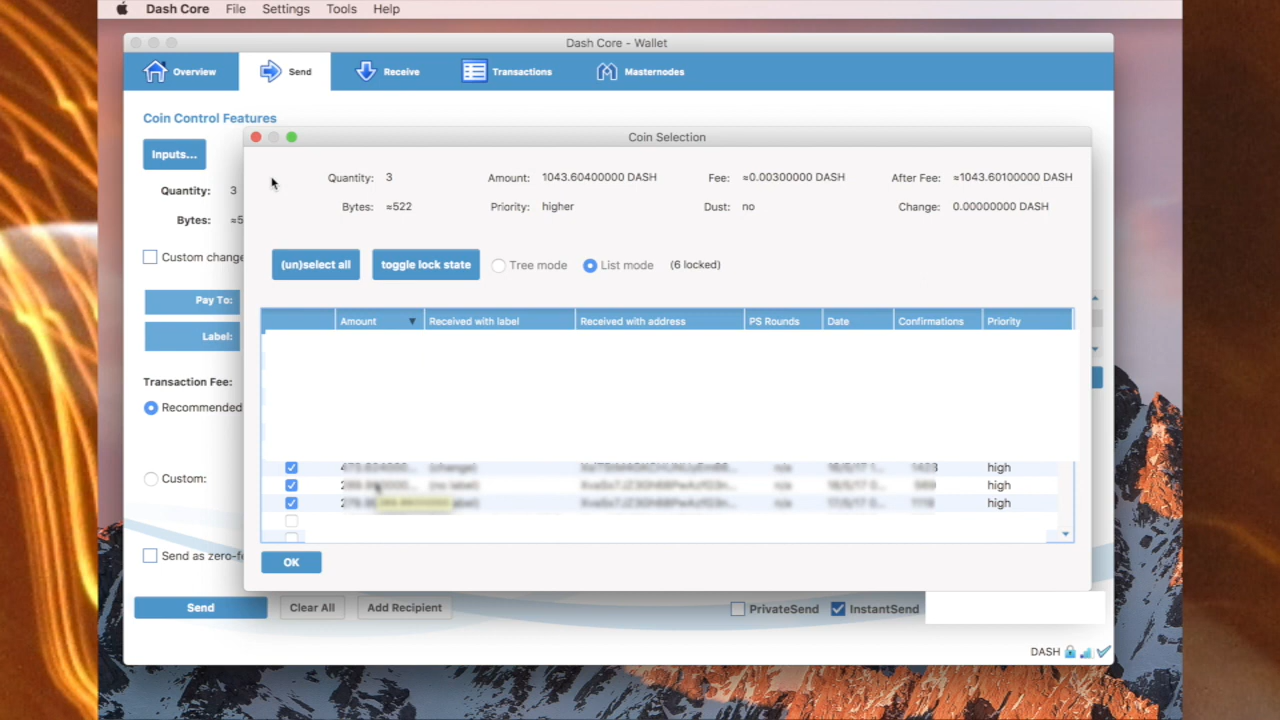 Dash Core File Settings Tools Help
Dash Core - Wallet
Overview Send Receive Transactions Masternodes
Coin Control Features
Inputs...
Quantity: 3
Bytes: ≈5
Custom change
Pay To:
Label:
Transaction Fee:
Recommended
Custom:
Send as zero-f
Coin Selection
Quantity: 3 Amount: 1043.60400000 DASH Fee: ≈0.00300000 DASH After Fee: ≈1043.60100000 DASH
Bytes: ≈522 Priority: higher Dust: no Change: 0.00000000 DASH
(un)select all toggle lock state Tree mode List mode (6 locked)
Amount Received with label Received with address PS Rounds Date Confirmations Priority
(change) high
(no label) high
high
OK
Send Clear All Add Recipient PrivateSend InstantSend
DASH